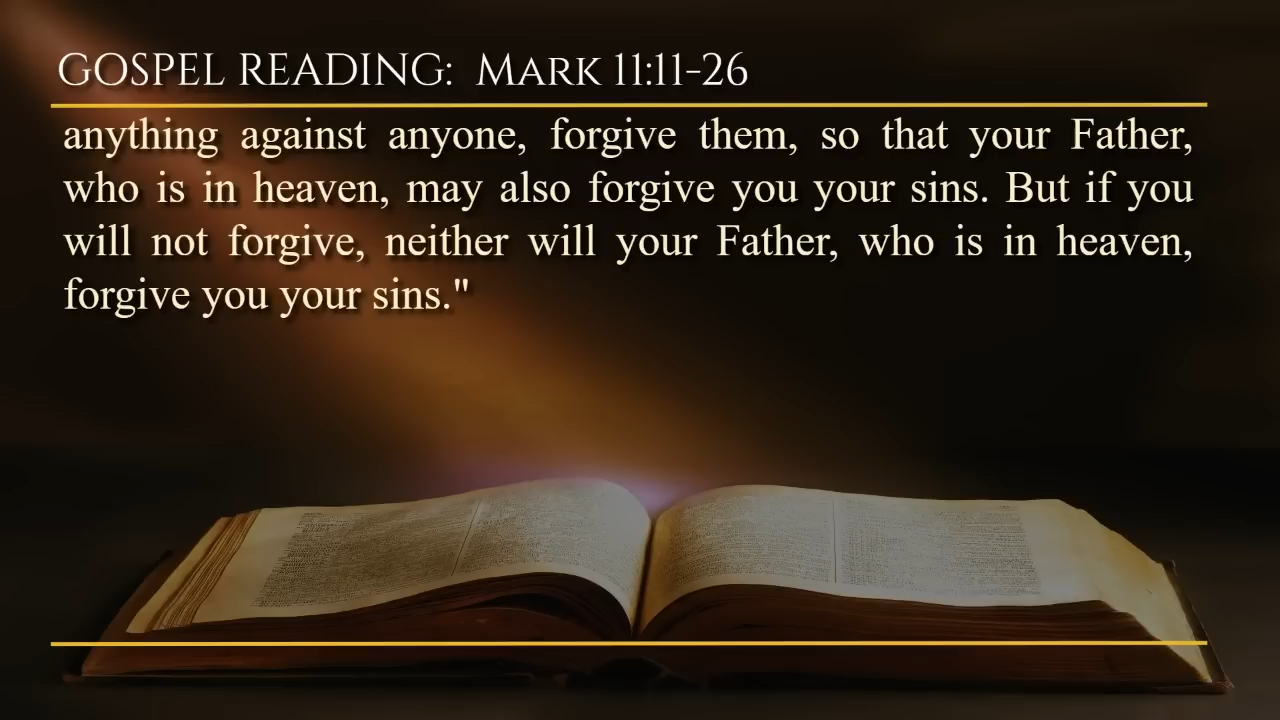 GOSPEL READING: MARK 11:11-26
anything against anyone, forgive them, so that your Father,
who is in heaven, may also forgive you your sins. But if you
will not forgive, neither will your Father, who is in heaven,
forgive you your sins."